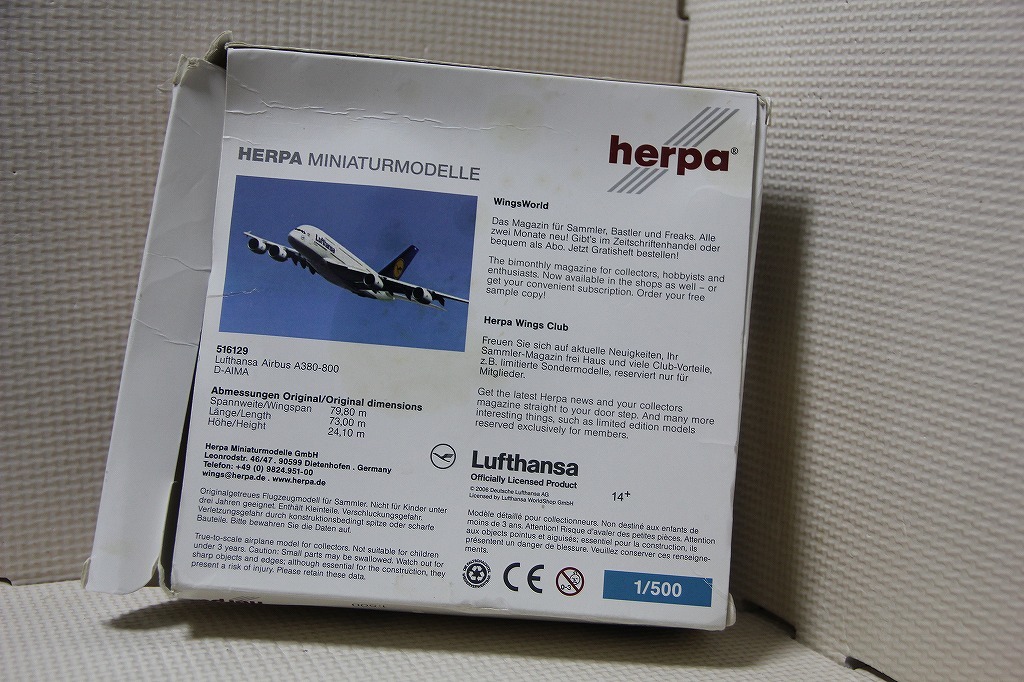 herpa®
HERPA MINIATURMODELLE
Lufthansa
516129
Lufthansa Airbus A380-800
D-AIMA
Abmessungen Original/Original dimensions
Spannweite/Wingspan 79,80 m
Länge/Length 73,00 m
Höhe/Height 24,10 m
Herpa Miniaturmodelle GmbH
Leonrodstr. 46/47 . 90599 Dietenhofen . Germany
Telefon: +49 (0) 9824.951-00
wings@herpa.de . www.herpa.de
Originalgetreues Flugzeugmodell für Sammler. Nicht für Kinder unter
drei Jahren geeignet. Enthält Kleinteile. Verschluckungsgefahr.
Verletzungsgefahr durch konstruktionsbedingt spitze oder scharfe
Bauteile. Bitte bewahren Sie die Daten auf.
True-to-scale airplane model for collectors. Not suitable for children
under 3 years. Caution: Small parts may be swallowed. Watch out for
sharp objects and edges; although essential for the construction, they
present a risk of injury. Please retain these data.
WingsWorld
Das Magazin für Sammler, Bastler und Freaks. Alle
zwei Monate neu! Gibt's im Zeitschriftenhandel oder
bequem als Abo. Jetzt Gratisheft bestellen!
The bimonthly magazine for collectors, hobbyists and
enthusiasts. Now available in the shops as well – or
get your convenient subscription. Order your free
sample copy!
Herpa Wings Club
Freuen Sie sich auf aktuelle Neuigkeiten, Ihr
Sammler-Magazin frei Haus und viele Club-Vorteile,
z.B. limitierte Sondermodelle, reserviert nur für
Mitglieder.
Get the latest Herpa news and your collectors
magazine straight to your door step. And many more
interesting things, such as limited edition models
reserved exclusively for members.
Lufthansa
Officially Licensed Product
© 2006 Deutsche Lufthansa AG
Licensed by Lufthansa WorldShop GmbH
14+
Modèle détaillé pour collectionneurs. Non destiné aux enfants de
moins de 3 ans. Attention! Risque d'avaler des petites pièces. Attention
aux objets pointus et aiguisés; essentiel pour la construction, ils
présentent un danger de blessure. Veuillez conserver ces renseigne-
ments.
CE
0-3
1/500